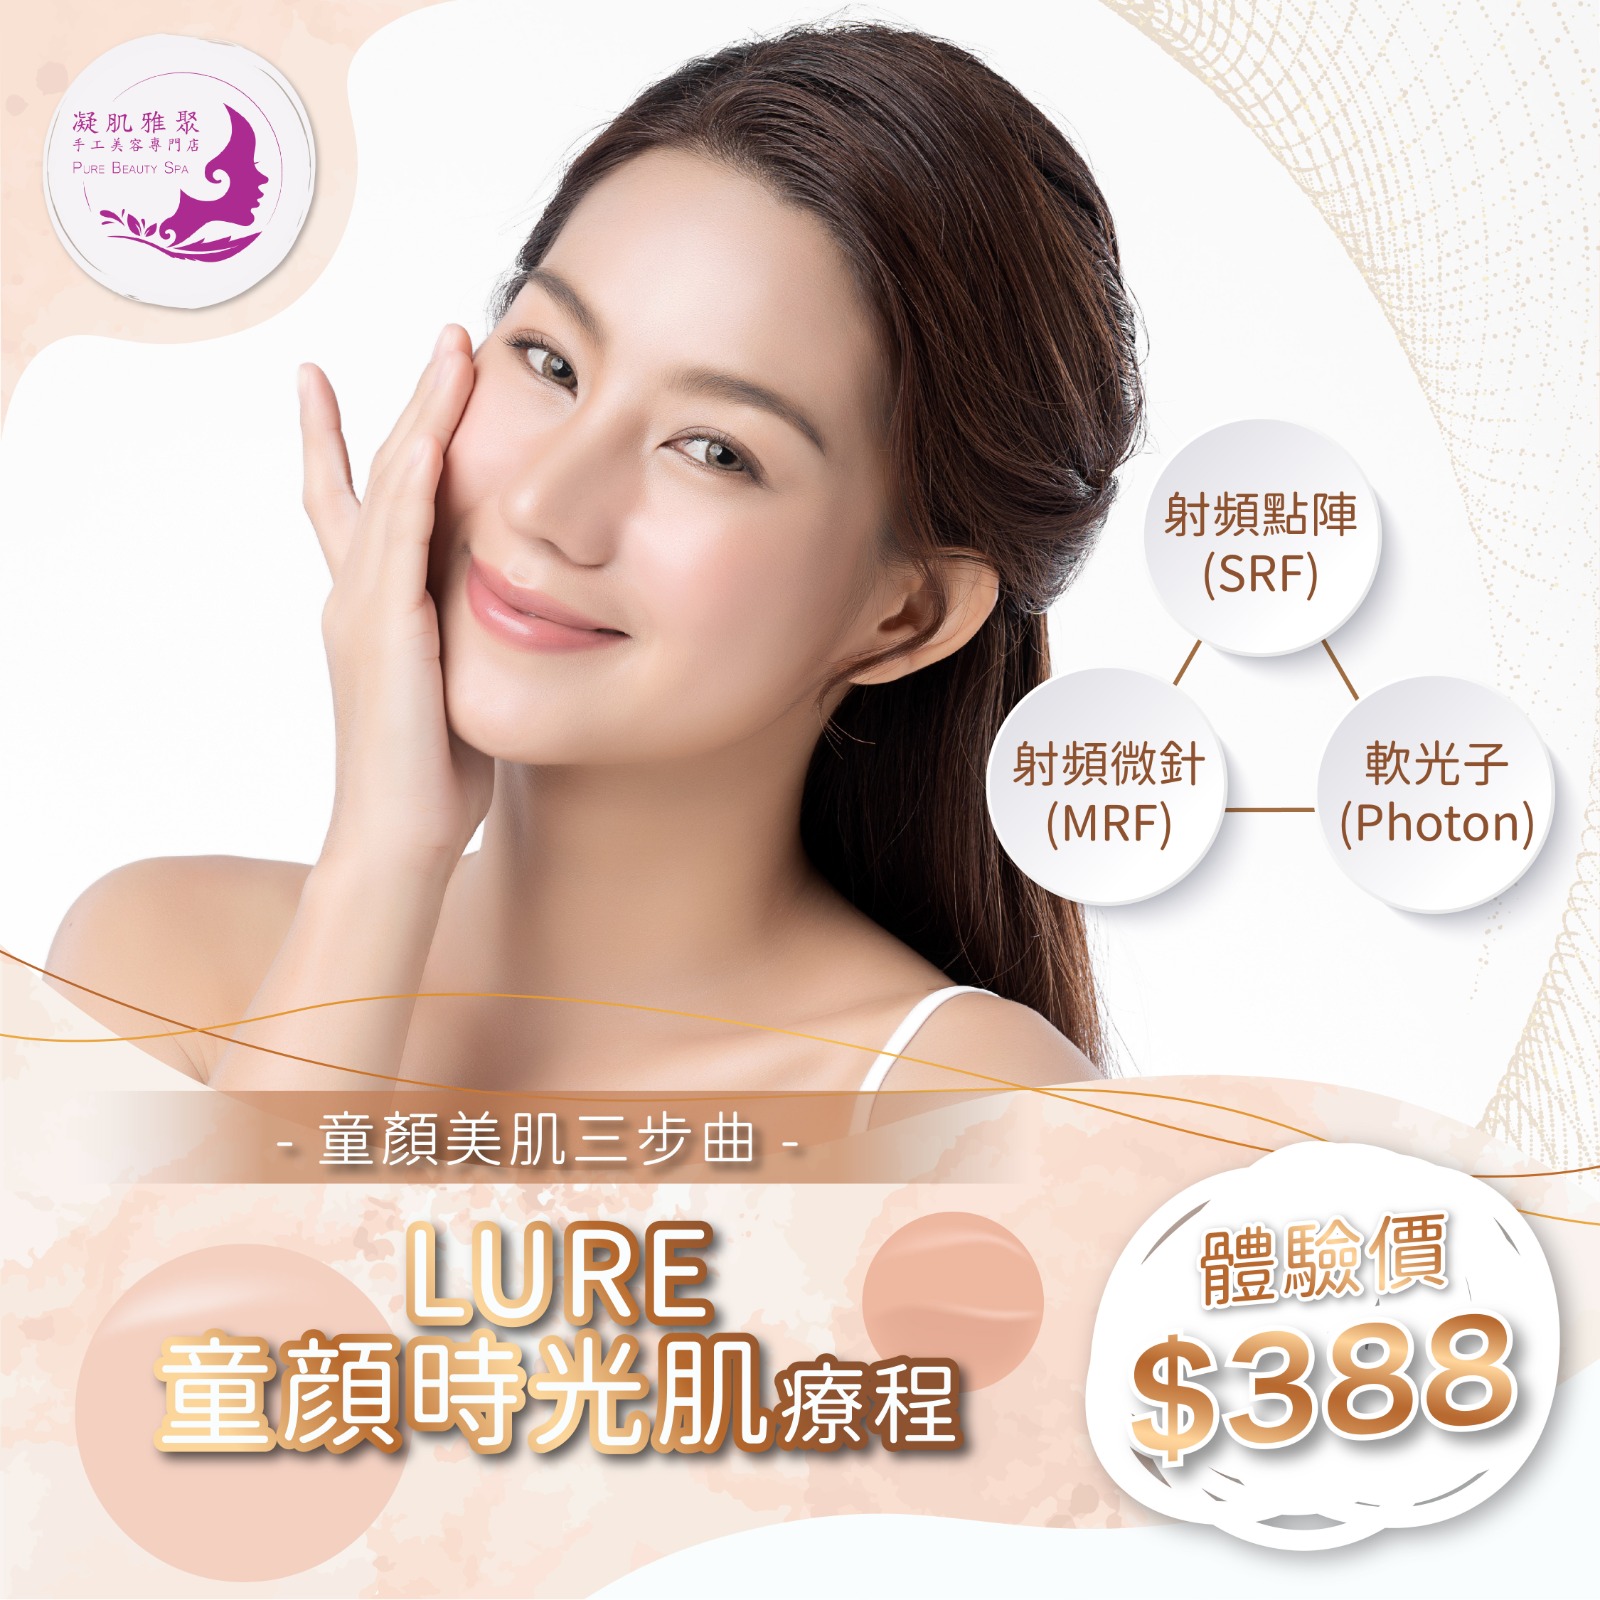 凝肌雅聚
手工美容專門店
PURE BEAUTY SPA
射頻點陣
(SRF)
射頻微針
(MRF)
軟光子
(Photon)
- 童顏美肌三步曲 -
LURE
童顏時光肌療程
體驗價
$388